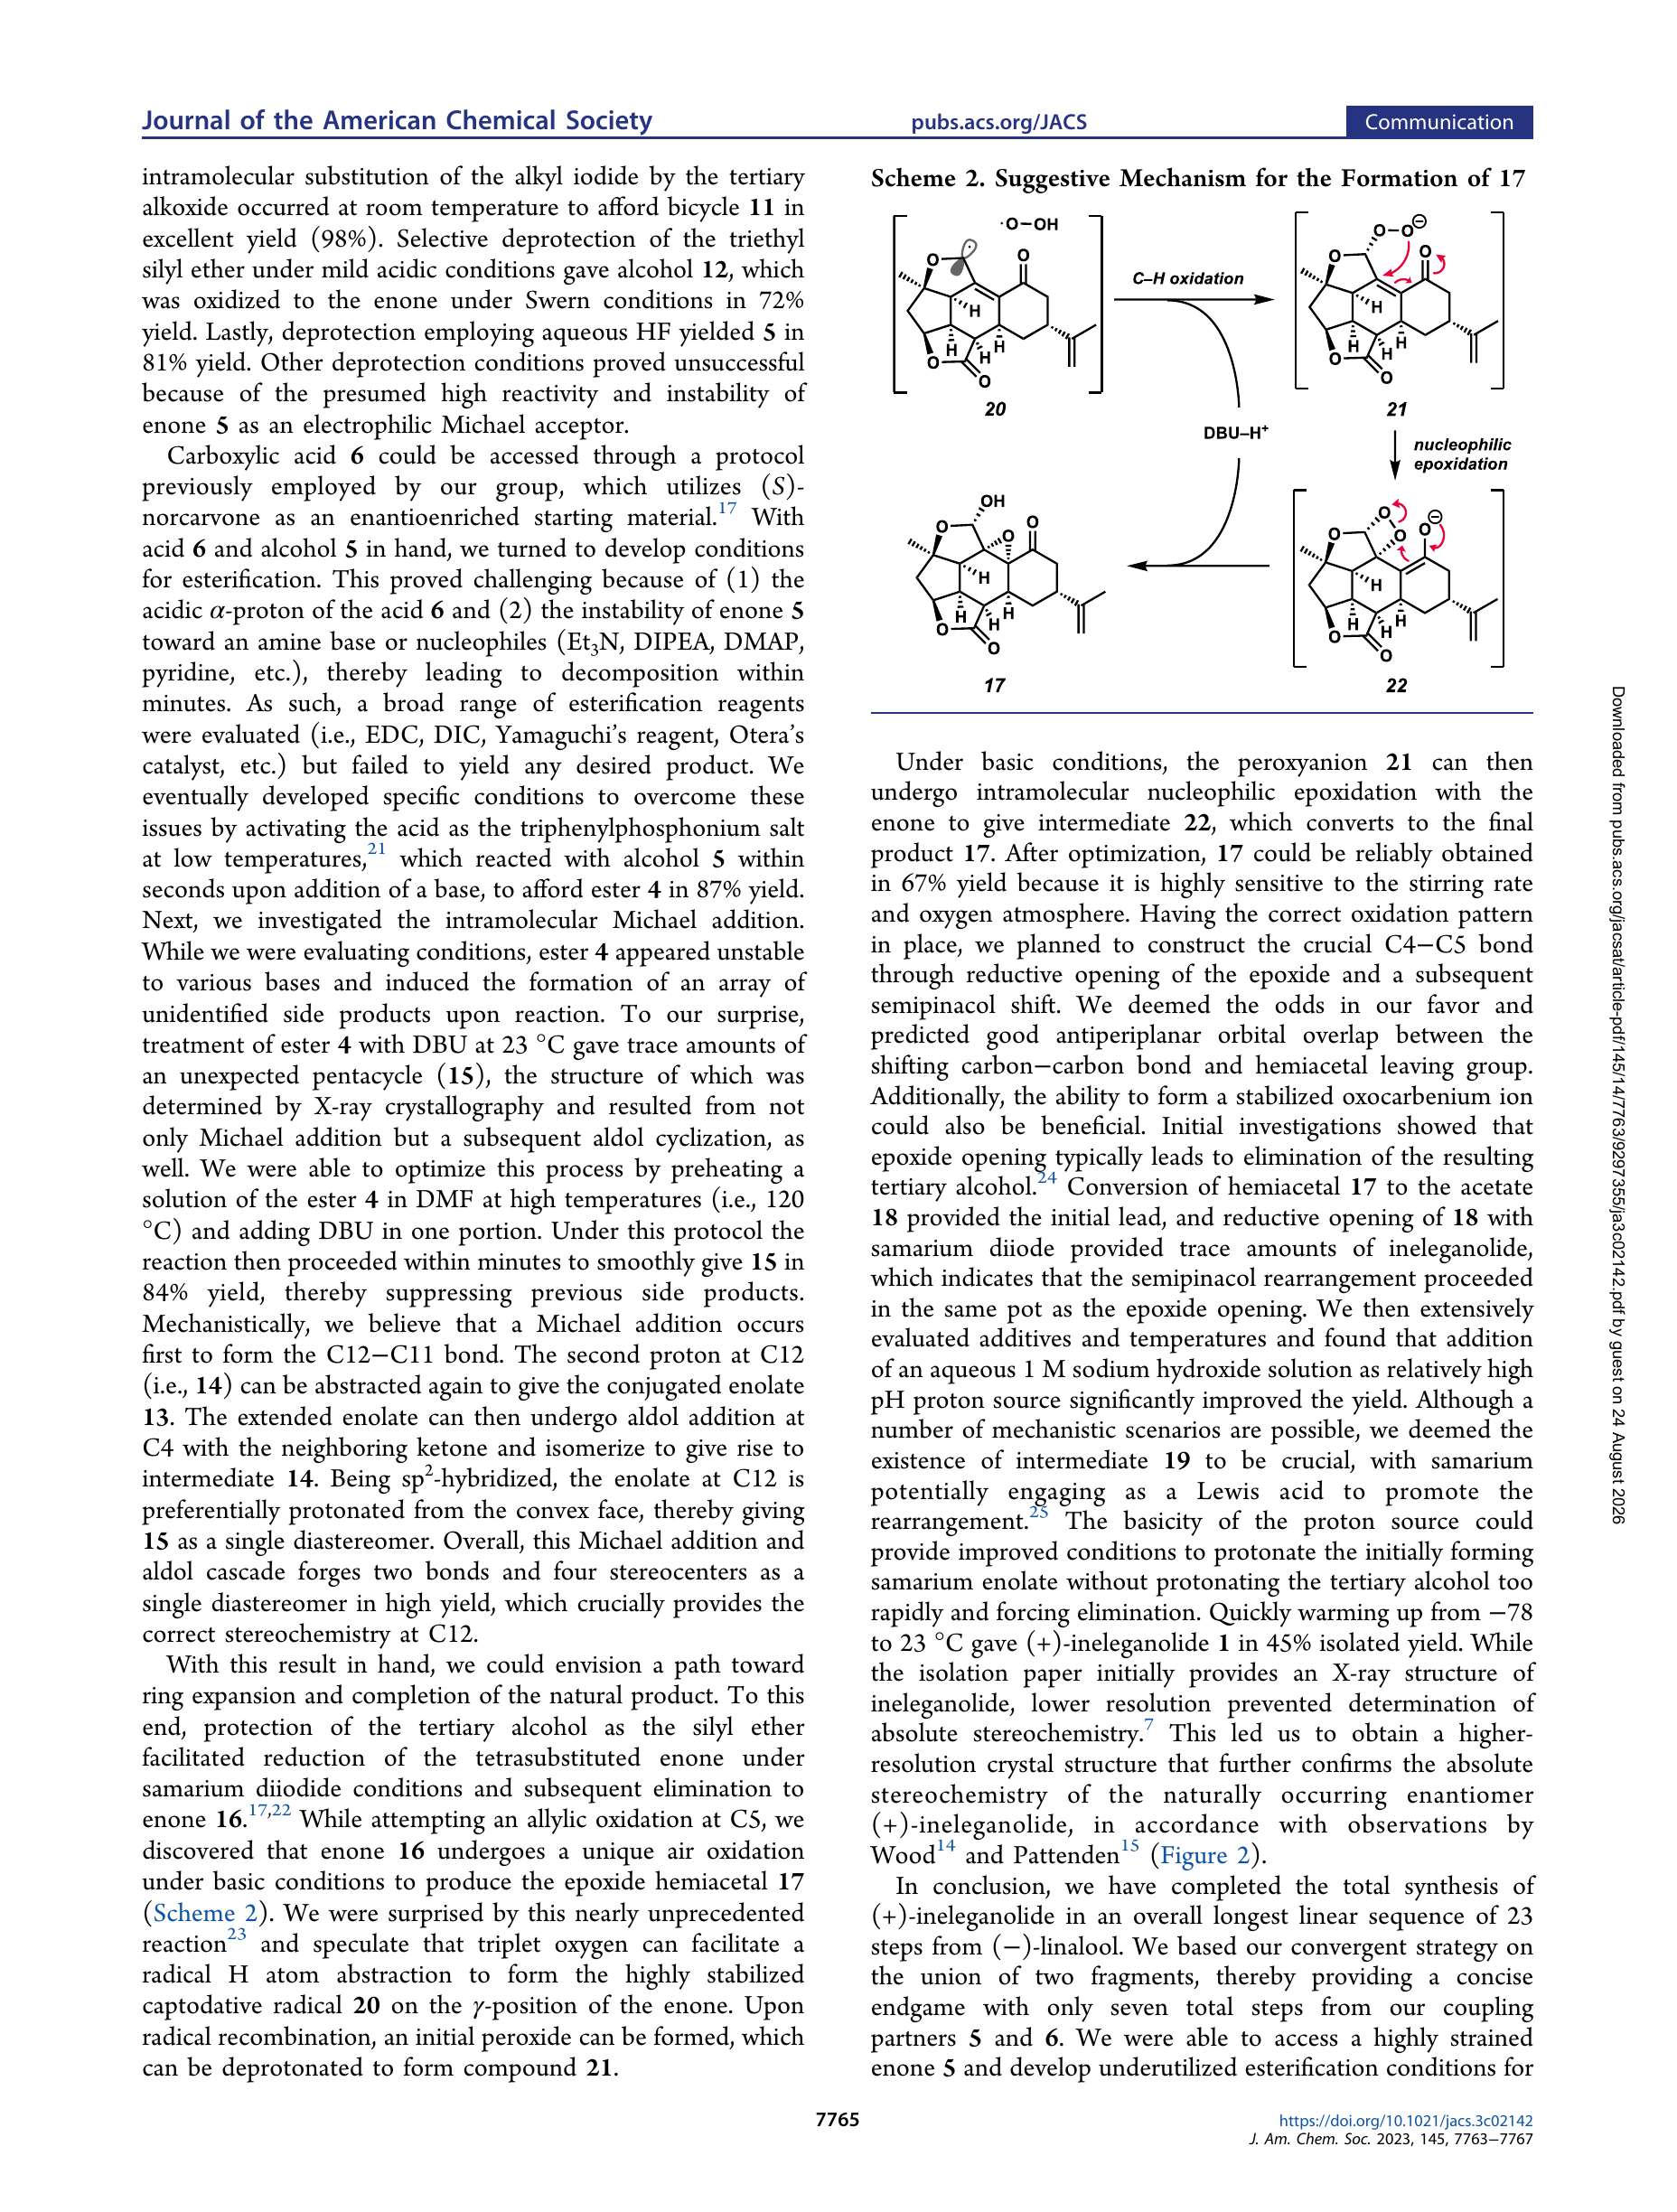 Journal of the American Chemical Society
pubs.acs.org/JACS
Communication
intramolecular substitution of the alkyl iodide by the tertiary
alkoxide occurred at room temperature to afford bicycle 11 in
excellent yield (98%). Selective deprotection of the triethyl
silyl ether under mild acidic conditions gave alcohol 12, which
was oxidized to the enone under Swern conditions in 72%
yield. Lastly, deprotection employing aqueous HF yielded 5 in
81% yield. Other deprotection conditions proved unsuccessful
because of the presumed high reactivity and instability of
enone 5 as an electrophilic Michael acceptor.
Carboxylic acid 6 could be accessed through a protocol
previously employed by our group, which utilizes (S)-
norcarvone as an enantioenriched starting material.17 With
acid 6 and alcohol 5 in hand, we turned to develop conditions
for esterification. This proved challenging because of (1) the
acidic α-proton of the acid 6 and (2) the instability of enone 5
toward an amine base or nucleophiles (Et3N, DIPEA, DMAP,
pyridine, etc.), thereby leading to decomposition within
minutes. As such, a broad range of esterification reagents
were evaluated (i.e., EDC, DIC, Yamaguchi's reagent, Otera's
catalyst, etc.) but failed to yield any desired product. We
eventually developed specific conditions to overcome these
issues by activating the acid as the triphenylphosphonium salt
at low temperatures,21 which reacted with alcohol 5 within
seconds upon addition of a base, to afford ester 4 in 87% yield.
Next, we investigated the intramolecular Michael addition.
While we were evaluating conditions, ester 4 appeared unstable
to various bases and induced the formation of an array of
unidentified side products upon reaction. To our surprise,
treatment of ester 4 with DBU at 23 °C gave trace amounts of
an unexpected pentacycle (15), the structure of which was
determined by X-ray crystallography and resulted from not
only Michael addition but a subsequent aldol cyclization, as
well. We were able to optimize this process by preheating a
solution of the ester 4 in DMF at high temperatures (i.e., 120
°C) and adding DBU in one portion. Under this protocol the
reaction then proceeded within minutes to smoothly give 15 in
84% yield, thereby suppressing previous side products.
Mechanistically, we believe that a Michael addition occurs
first to form the C12−C11 bond. The second proton at C12
(i.e., 14) can be abstracted again to give the conjugated enolate
13. The extended enolate can then undergo aldol addition at
C4 with the neighboring ketone and isomerize to give rise to
intermediate 14. Being sp2-hybridized, the enolate at C12 is
preferentially protonated from the convex face, thereby giving
15 as a single diastereomer. Overall, this Michael addition and
aldol cascade forges two bonds and four stereocenters as a
single diastereomer in high yield, which crucially provides the
correct stereochemistry at C12.
With this result in hand, we could envision a path toward
ring expansion and completion of the natural product. To this
end, protection of the tertiary alcohol as the silyl ether
facilitated reduction of the tetrasubstituted enone under
samarium diiodide conditions and subsequent elimination to
enone 16.17,22 While attempting an allylic oxidation at C5, we
discovered that enone 16 undergoes a unique air oxidation
under basic conditions to produce the epoxide hemiacetal 17
(Scheme 2). We were surprised by this nearly unprecedented
reaction23 and speculate that triplet oxygen can facilitate a
radical H atom abstraction to form the highly stabilized
captodative radical 20 on the γ-position of the enone. Upon
radical recombination, an initial peroxide can be formed, which
can be deprotonated to form compound 21.
Scheme 2. Suggestive Mechanism for the Formation of 17
·O−OH
O
O
H
H
H
H
O
O
20
C−H oxidation
DBU−H+
O−O⊖
O
O
H
H
H
H
O
O
21
nucleophilic
epoxidation
O
O
O
O⊖
H
H
H
H
O
O
22
OH
O
O
O
H
H
H
H
O
O
17
Under basic conditions, the peroxyanion 21 can then
undergo intramolecular nucleophilic epoxidation with the
enone to give intermediate 22, which converts to the final
product 17. After optimization, 17 could be reliably obtained
in 67% yield because it is highly sensitive to the stirring rate
and oxygen atmosphere. Having the correct oxidation pattern
in place, we planned to construct the crucial C4−C5 bond
through reductive opening of the epoxide and a subsequent
semipinacol shift. We deemed the odds in our favor and
predicted good antiperiplanar orbital overlap between the
shifting carbon−carbon bond and hemiacetal leaving group.
Additionally, the ability to form a stabilized oxocarbenium ion
could also be beneficial. Initial investigations showed that
epoxide opening typically leads to elimination of the resulting
tertiary alcohol.24 Conversion of hemiacetal 17 to the acetate
18 provided the initial lead, and reductive opening of 18 with
samarium diiode provided trace amounts of ineleganolide,
which indicates that the semipinacol rearrangement proceeded
in the same pot as the epoxide opening. We then extensively
evaluated additives and temperatures and found that addition
of an aqueous 1 M sodium hydroxide solution as relatively high
pH proton source significantly improved the yield. Although a
number of mechanistic scenarios are possible, we deemed the
existence of intermediate 19 to be crucial, with samarium
potentially engaging as a Lewis acid to promote the
rearrangement.25 The basicity of the proton source could
provide improved conditions to protonate the initially forming
samarium enolate without protonating the tertiary alcohol too
rapidly and forcing elimination. Quickly warming up from −78
to 23 °C gave (+)-ineleganolide 1 in 45% isolated yield. While
the isolation paper initially provides an X-ray structure of
ineleganolide, lower resolution prevented determination of
absolute stereochemistry.7 This led us to obtain a higher-
resolution crystal structure that further confirms the absolute
stereochemistry of the naturally occurring enantiomer
(+)-ineleganolide, in accordance with observations by
Wood14 and Pattenden15 (Figure 2).
In conclusion, we have completed the total synthesis of
(+)-ineleganolide in an overall longest linear sequence of 23
steps from (−)-linalool. We based our convergent strategy on
the union of two fragments, thereby providing a concise
endgame with only seven total steps from our coupling
partners 5 and 6. We were able to access a highly strained
enone 5 and develop underutilized esterification conditions for
7765
https://doi.org/10.1021/jacs.3c02142
J. Am. Chem. Soc. 2023, 145, 7763−7767
Downloaded from pubs.acs.org/jacsat/article-pdf/145/14/7763/9297355/ja3c02142.pdf by guest on 24 August 2026